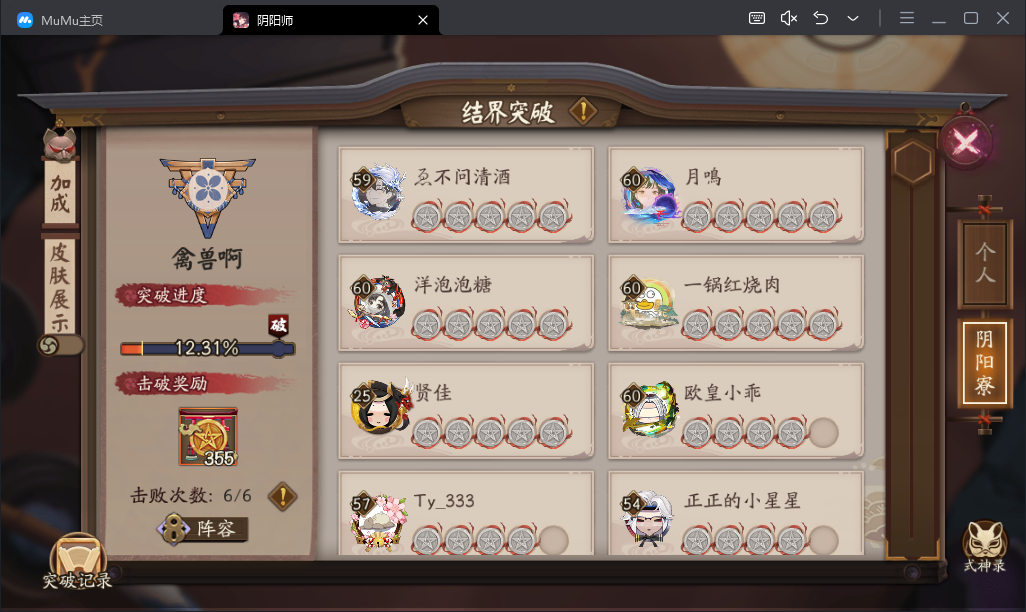 MuMu主页
阴阳师
结界突破
加成
皮肤展示
禽兽啊
突破进度
破
12.31%
击破奖励
355
击败次数: 6/6
阵容
突破记录
59 烎不问清酒
60 月鳴
60 洋泡泡糖
60 一锅红烧肉
25 贤佳
60 欧皇小乖
57 Ty_333
54 正正的小星星
个人
阴阳寮
式神录